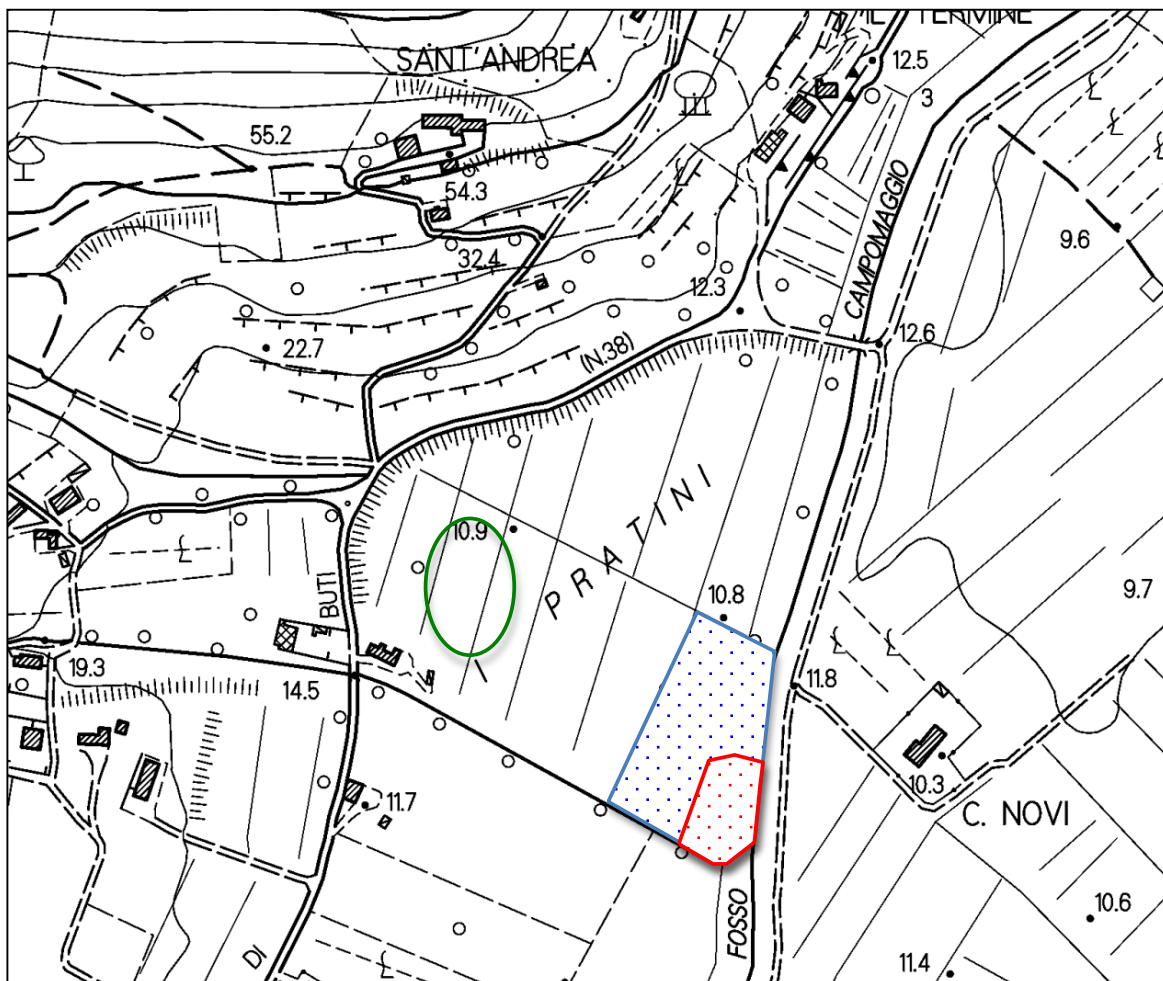 IL TERMINE
SANT'ANDREA
12.5
3
55.2
54.3
CAMPOMAGGIO
9.6
32.4
12.3
12.6
22.7
(N.38)
10.9
I PRATINI
10.8
9.7
BUTI
19.3
14.5
11.8
10.3
11.7
C. NOVI
10.6
FOSSO
DI
11.4